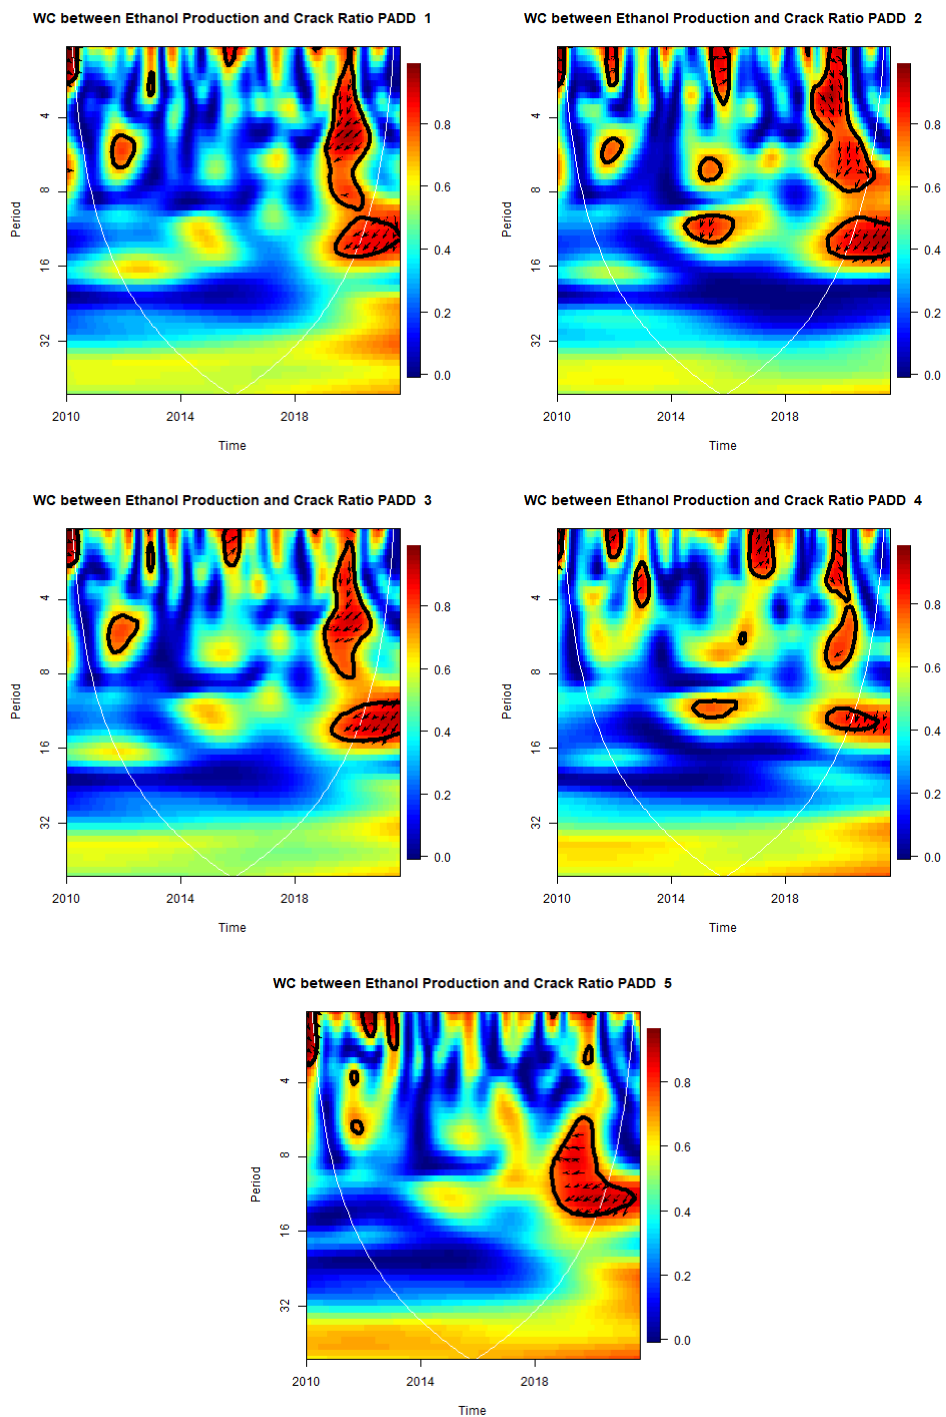 WC between Ethanol Production and Crack Ratio PADD 1
Period
4
8
16
32
2010 2014 2018
Time
0.8
0.6
0.4
0.2
0.0
WC between Ethanol Production and Crack Ratio PADD 2
Period
4
8
16
32
2010 2014 2018
Time
0.8
0.6
0.4
0.2
0.0
WC between Ethanol Production and Crack Ratio PADD 3
Period
4
8
16
32
2010 2014 2018
Time
0.8
0.6
0.4
0.2
0.0
WC between Ethanol Production and Crack Ratio PADD 4
Period
4
8
16
32
2010 2014 2018
Time
0.8
0.6
0.4
0.2
0.0
WC between Ethanol Production and Crack Ratio PADD 5
Period
4
8
16
32
2010 2014 2018
Time
0.8
0.6
0.4
0.2
0.0